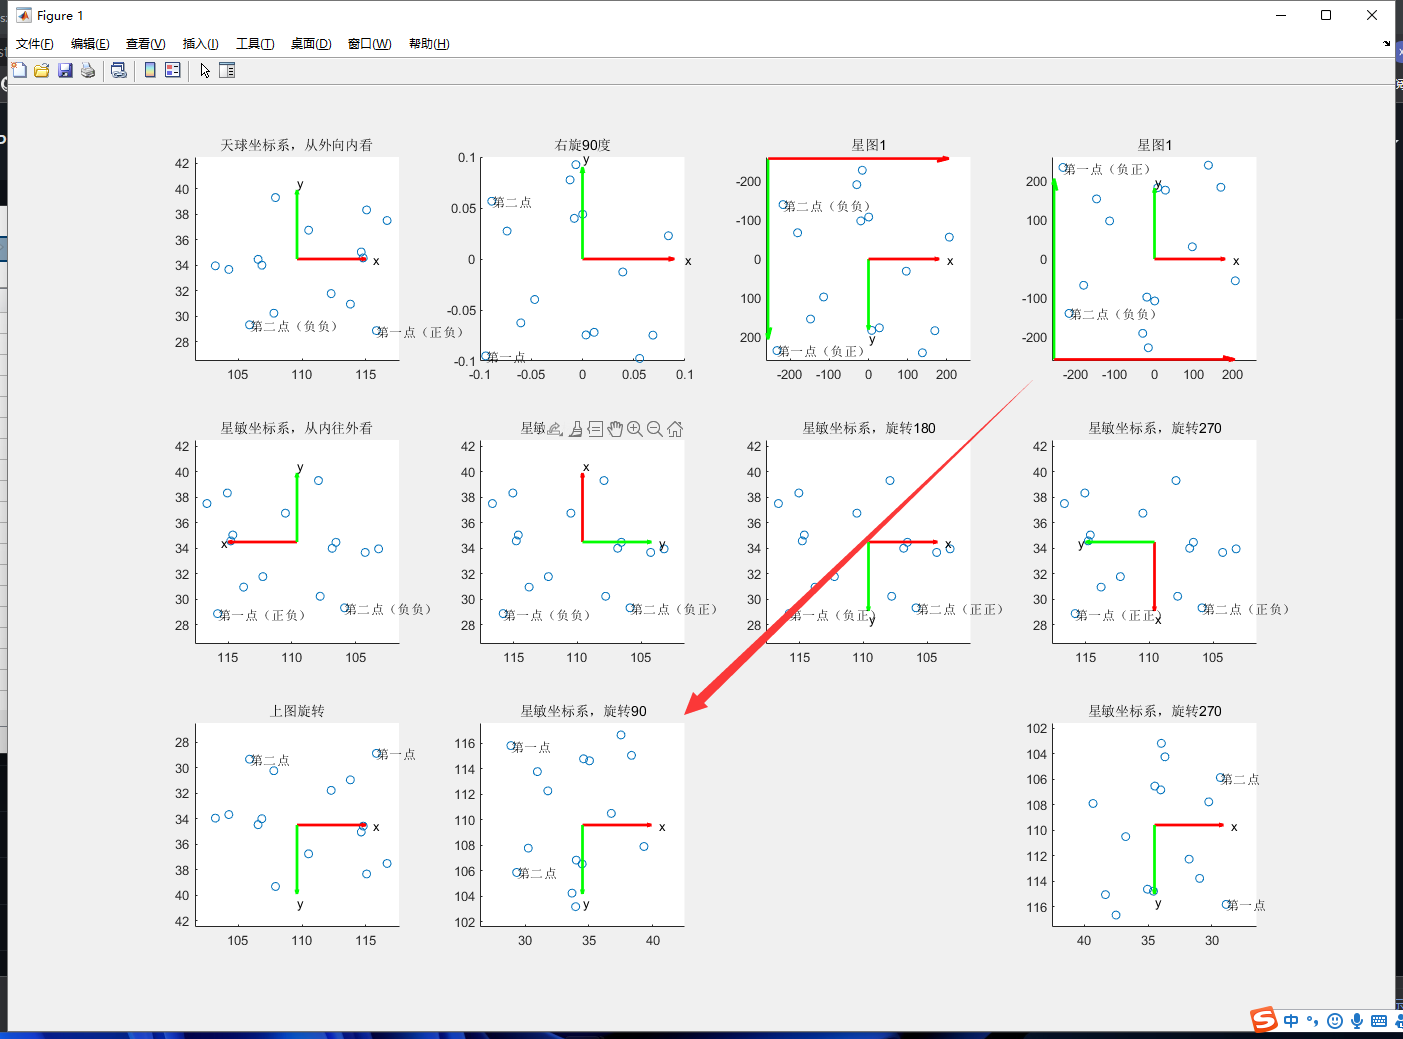 Figure 1
文件(F) 编辑(E) 查看(V) 插入(I) 工具(T) 桌面(D) 窗口(W) 帮助(H)
天球坐标系，从外向内看
42
40
38
36
34
32
30
28
105 110 115
y
x
第二点（负负）
第一点（正负）
右旋90度
0.1
0.05
0
-0.05
-0.1
-0.1 -0.05 0 0.05 0.1
y
第二点
x
第一点
星图1
-200
-100
0
100
200
-200 -100 0 100 200
第二点（负负）
x
y
第一点（负正）
星图1
200
100
0
-100
-200
-200 -100 0 100 200
第一点（负正）
y
x
第二点（负负）
星敏坐标系，从内往外看
42
40
38
36
34
32
30
28
115 110 105
y
x
第一点（正负）
第二点（负负）
星敏
42
40
38
36
34
32
30
28
115 110 105
x
y
第一点（负负）
第二点（负正）
星敏坐标系，旋转180
42
40
38
36
34
32
30
28
115 110 105
x
第一点（负正）
第二点（正正）
y
星敏坐标系，旋转270
42
40
38
36
34
32
30
28
115 110 105
y
第一点（正正）
x
第二点（负正）
上图旋转
28
30
32
34
36
38
40
42
105 110 115
第二点
第一点
x
y
星敏坐标系，旋转90
116
114
112
110
108
106
104
102
30 35 40
第一点
x
第二点
y
星敏坐标系，旋转270
102
104
106
108
110
112
114
116
40 35 30
第二点
x
y
第一点
S 中